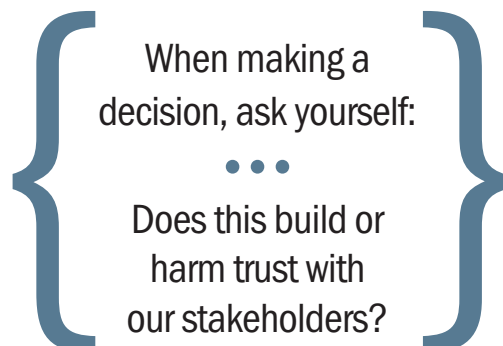 When making a
decision, ask yourself:
•••
Does this build or
harm trust with
our stakeholders?